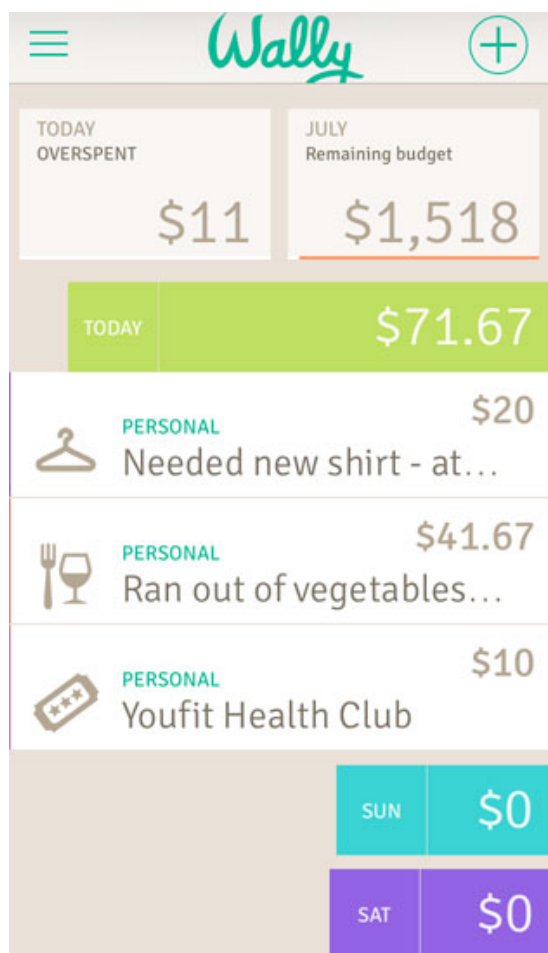 Wally
TODAY
OVERSPENT
$11
JULY
Remaining budget
$1,518
TODAY
$71.67
$20
PERSONAL
Needed new shirt - at...
$41.67
PERSONAL
Ran out of vegetables...
$10
PERSONAL
Youfit Health Club
SUN
$0
SAT
$0